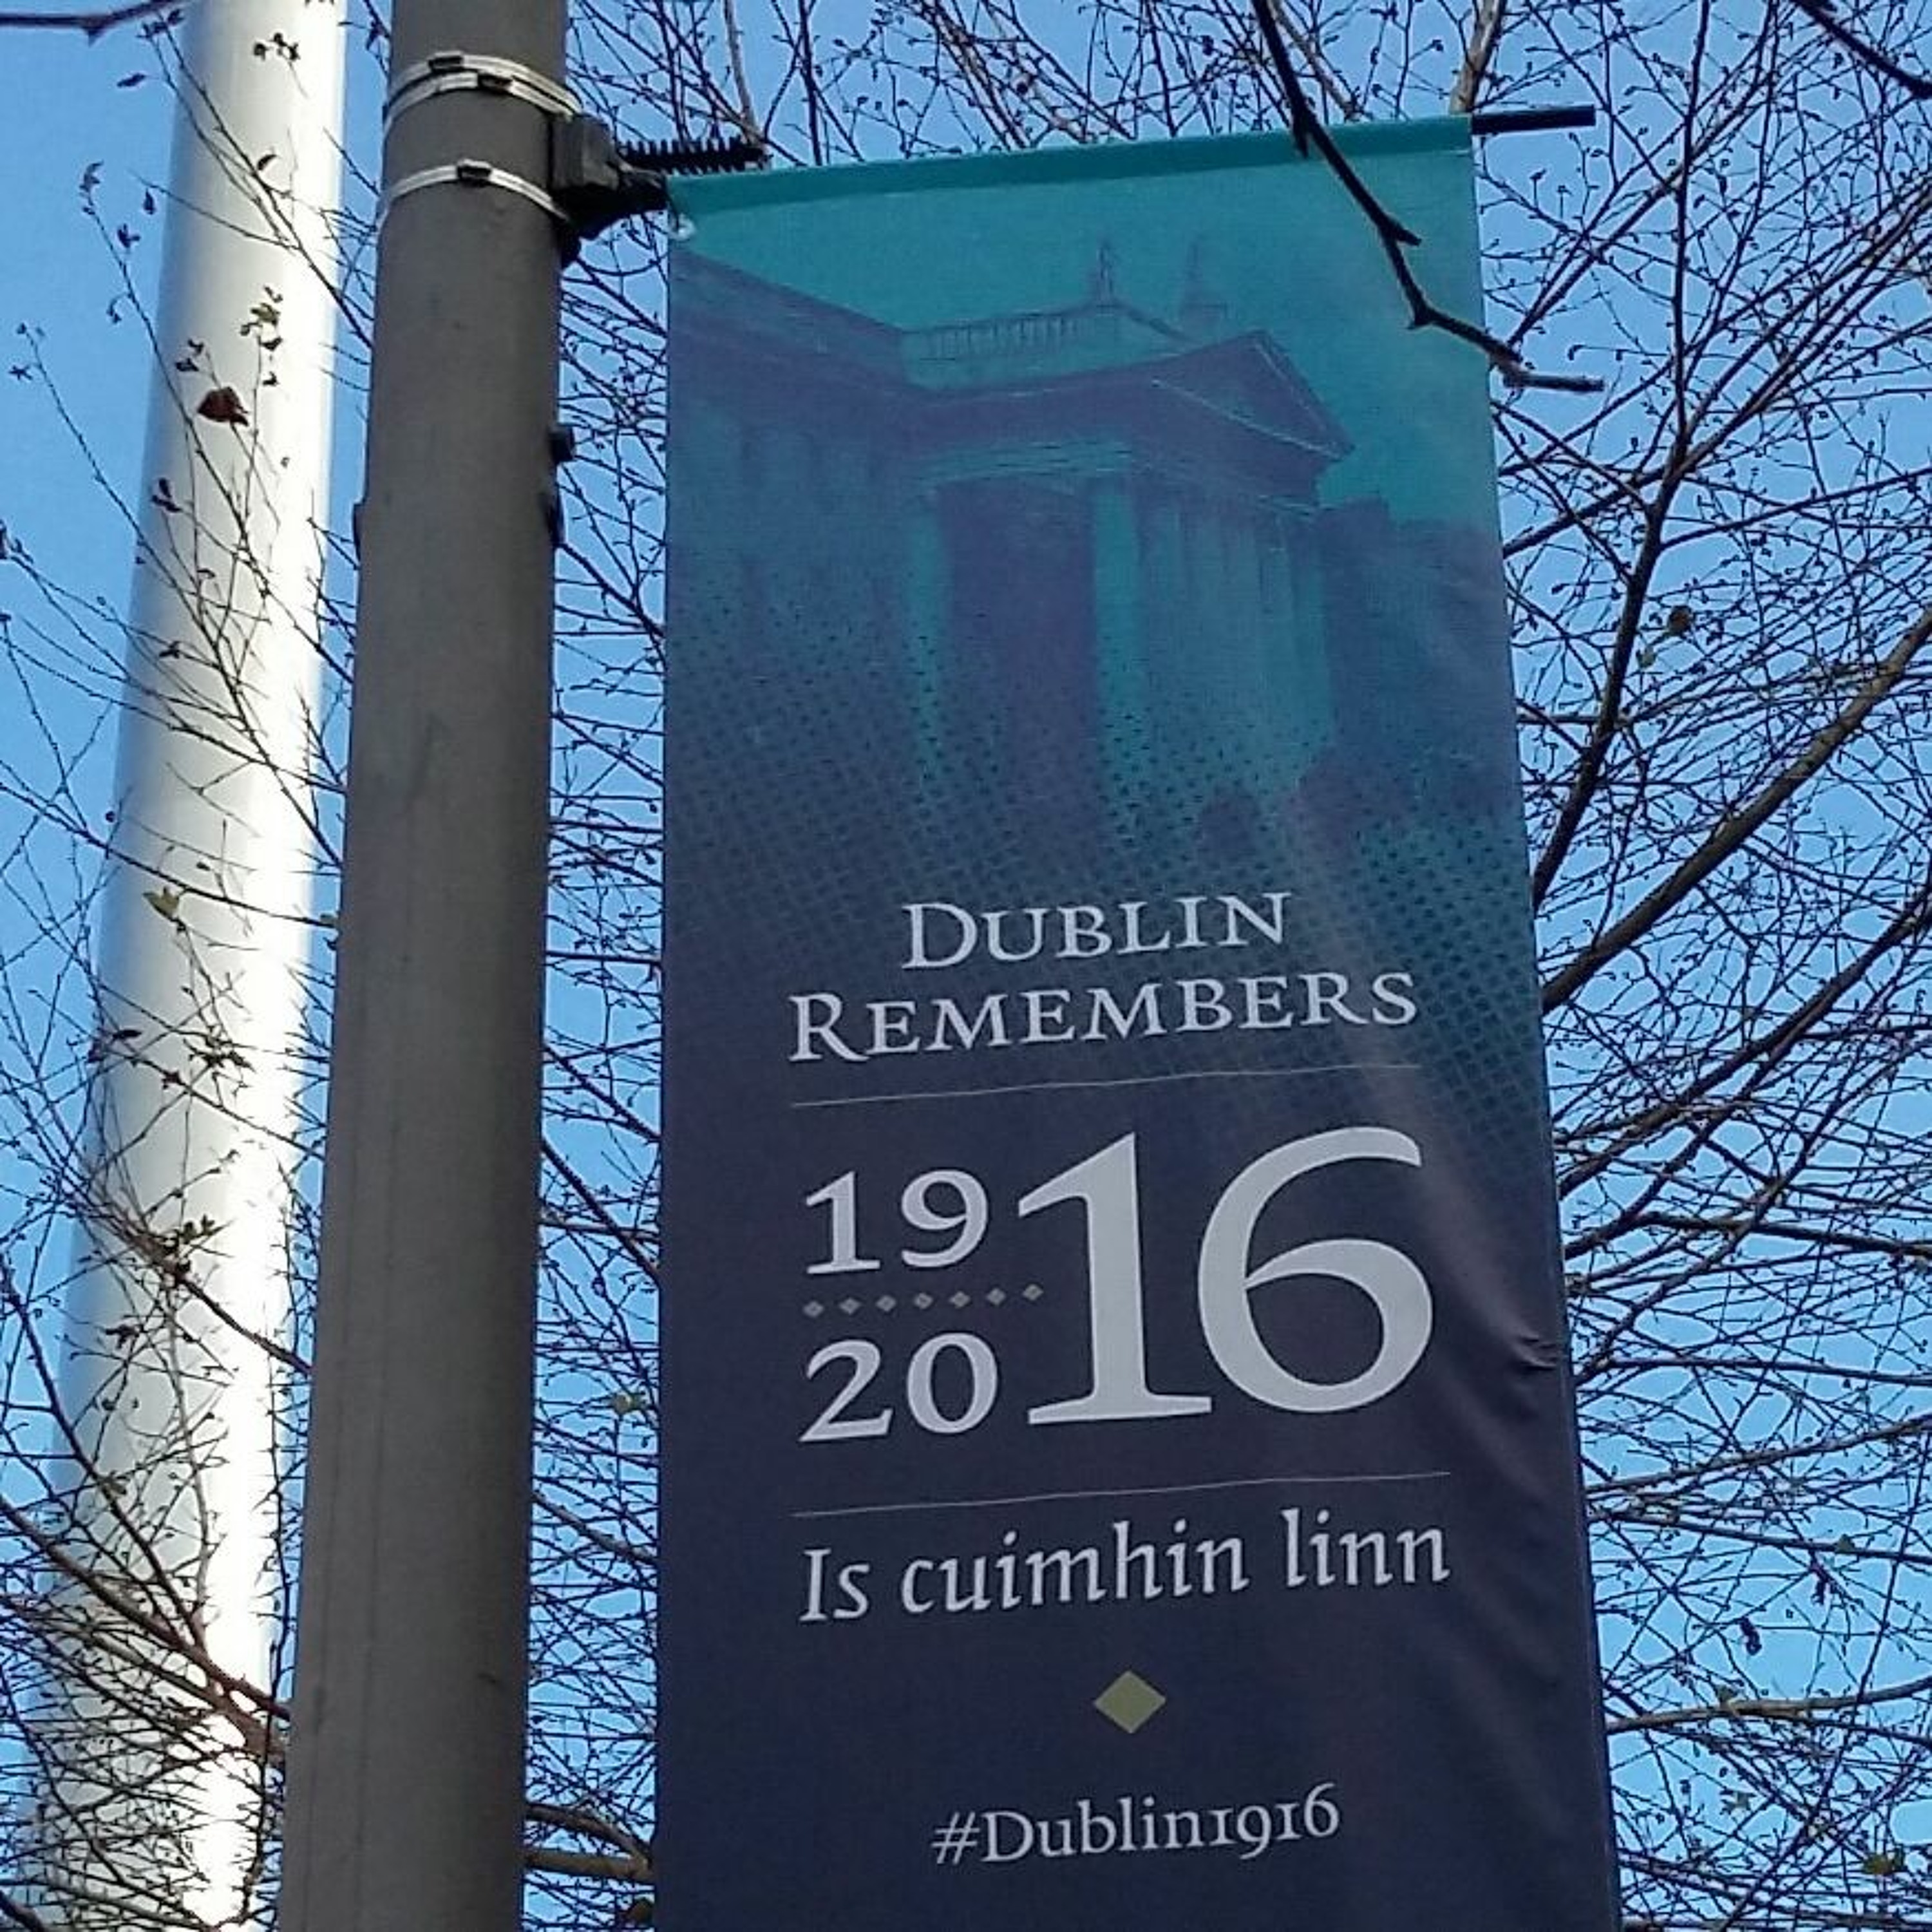 DUBLIN
REMEMBERS
19
20
16
Is cuimhin linn
#Dublin1916